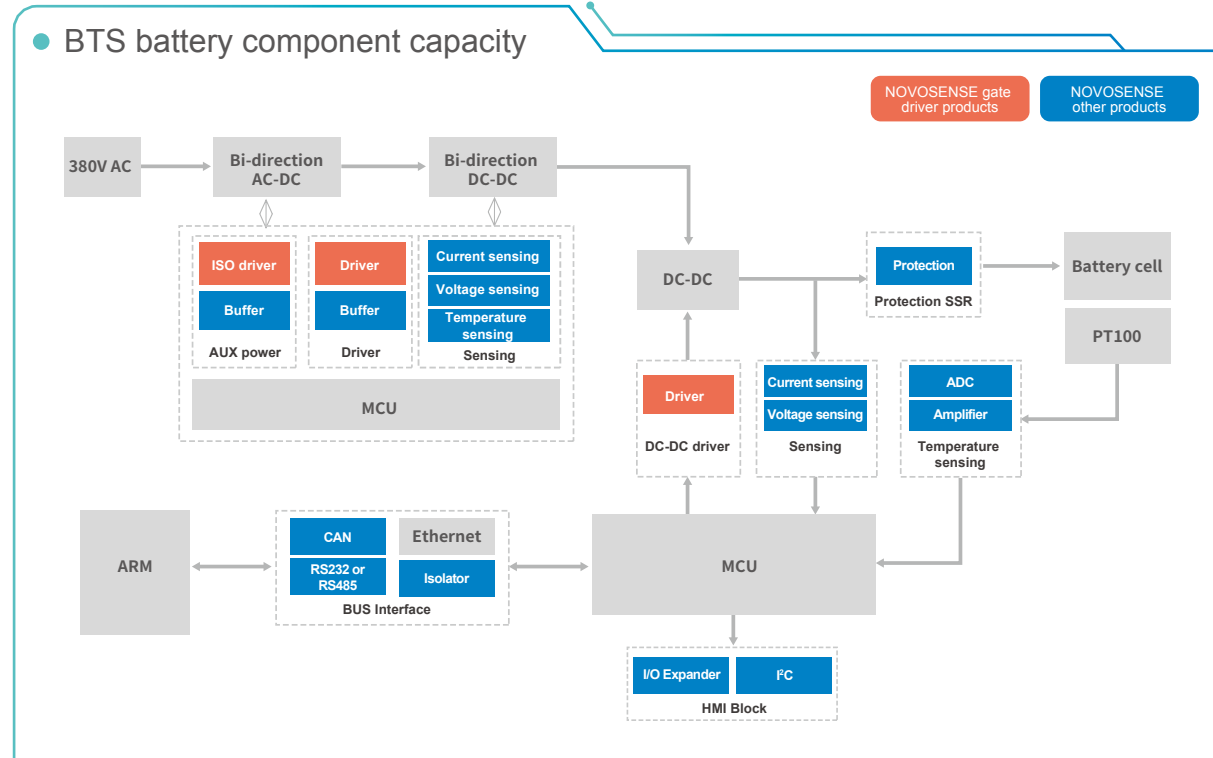 BTS battery component capacity
NOVOSENSE gate
driver products
NOVOSENSE
other products
380V AC
Bi-direction
AC-DC
Bi-direction
DC-DC
ISO driver
Buffer
AUX power
Driver
Buffer
Driver
Current sensing
Voltage sensing
Temperature
sensing
Sensing
MCU
DC-DC
Protection
Protection SSR
Battery cell
PT100
Driver
DC-DC driver
Current sensing
Voltage sensing
Sensing
ADC
Amplifier
Temperature
sensing
ARM
CAN
RS232 or
RS485
Ethernet
Isolator
BUS Interface
MCU
I/O Expander
I²C
HMI Block